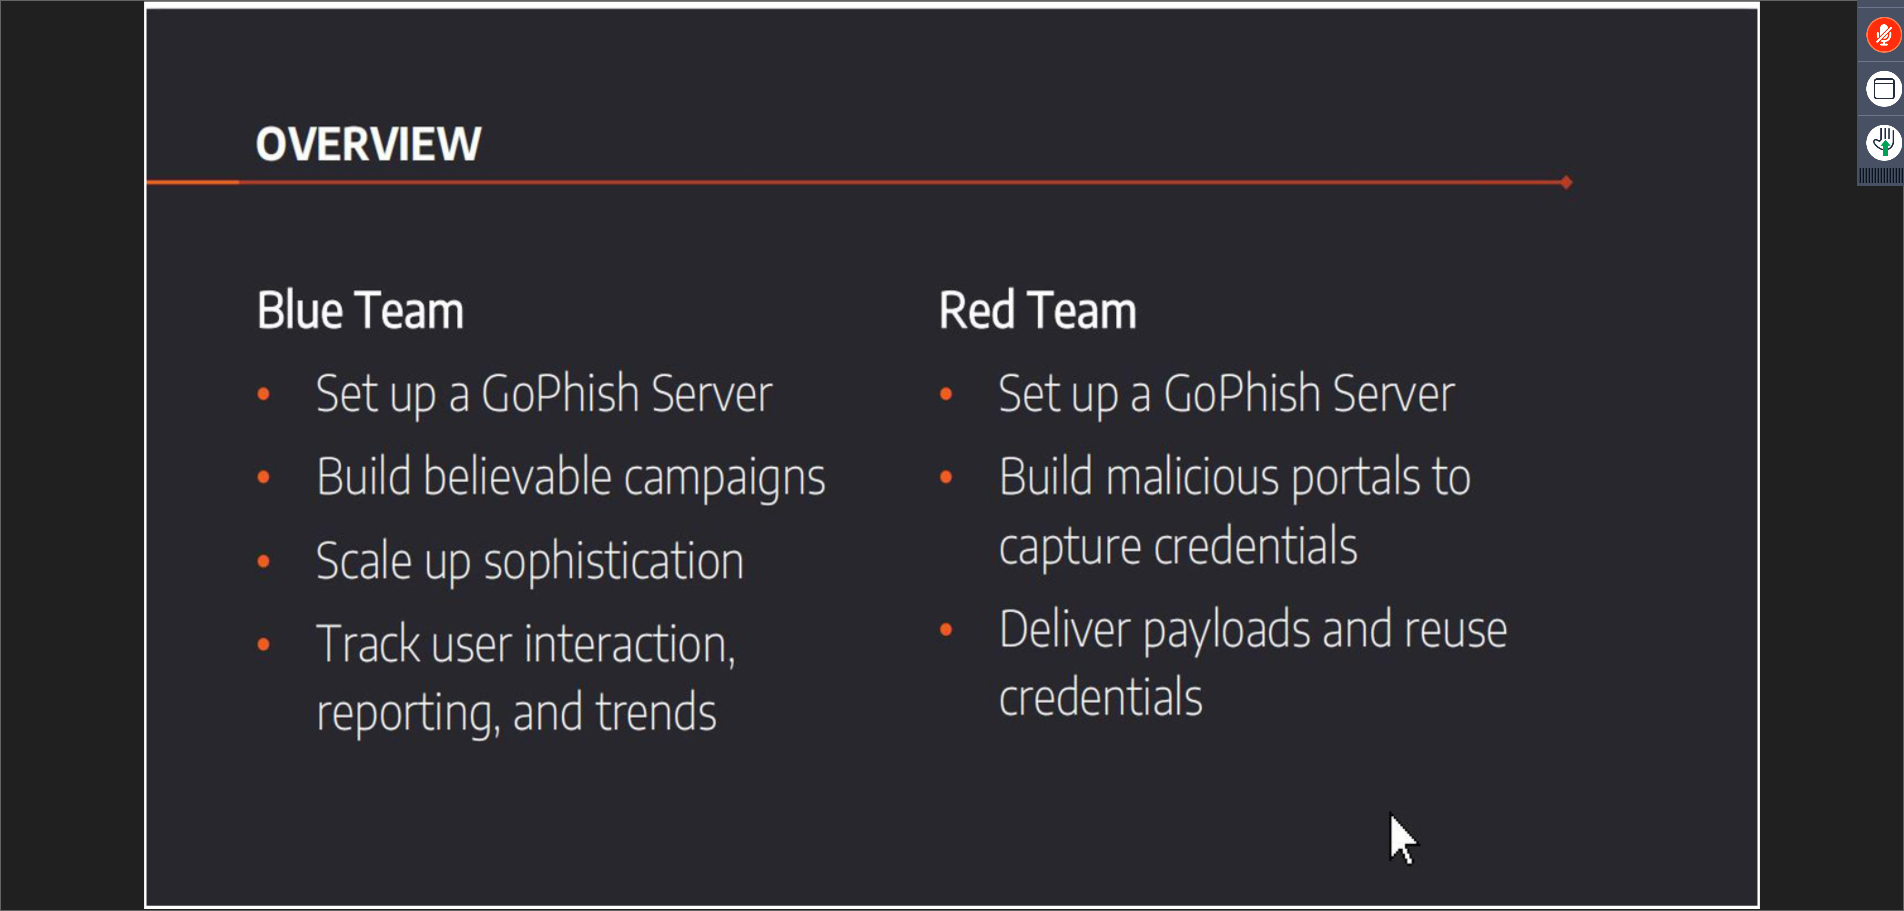 OVERVIEW
Blue Team
Set up a GoPhish Server
Build believable campaigns
Scale up sophistication
Track user interaction,
reporting, and trends
Red Team
Set up a GoPhish Server
Build malicious portals to
capture credentials
Deliver payloads and reuse
credentials